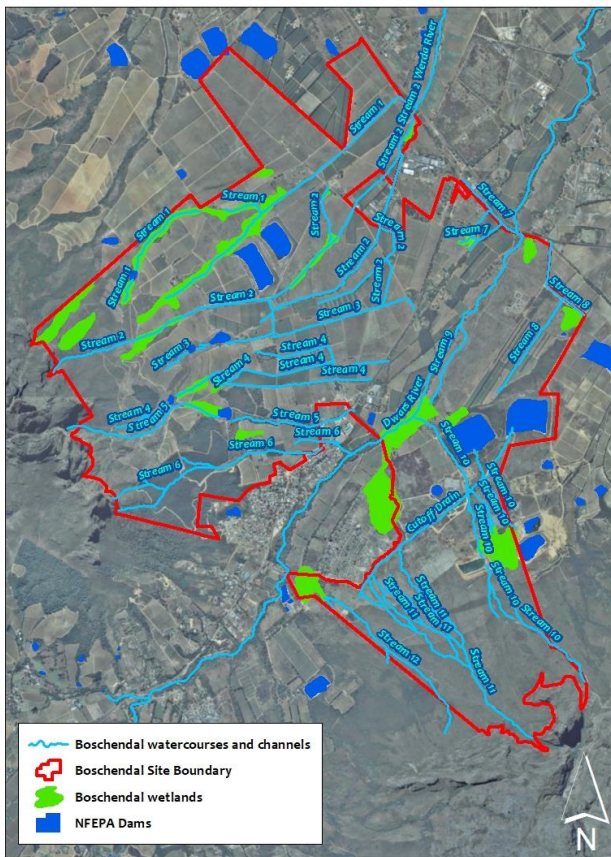 Werda River
Stream 2
Stream 1
Stream 2
Stream 7
Stream 1
Stream 2
Stream 1
Stream 2
Stream 7
Stream 2
Stream 1
Stream 2
Stream 2
Stream 8
Stream 3
Stream 2
Stream 3
Stream 4
Stream 9
Stream 8
Stream 4
Stream 4
Stream 4
Stream 4
Stream 5
Stream 5
Dwars River
Stream 6
Stream 6
Stream 10
Stream 6
Stream 10
Stream 10
Cutoff Drain
Stream 10
Stream 10
Stream 11
Stream 11
Stream 11
Stream 10
Stream 12
Stream 11
Boschendal watercourses and channels
Boschendal Site Boundary
Boschendal wetlands
NFEPA Dams
N